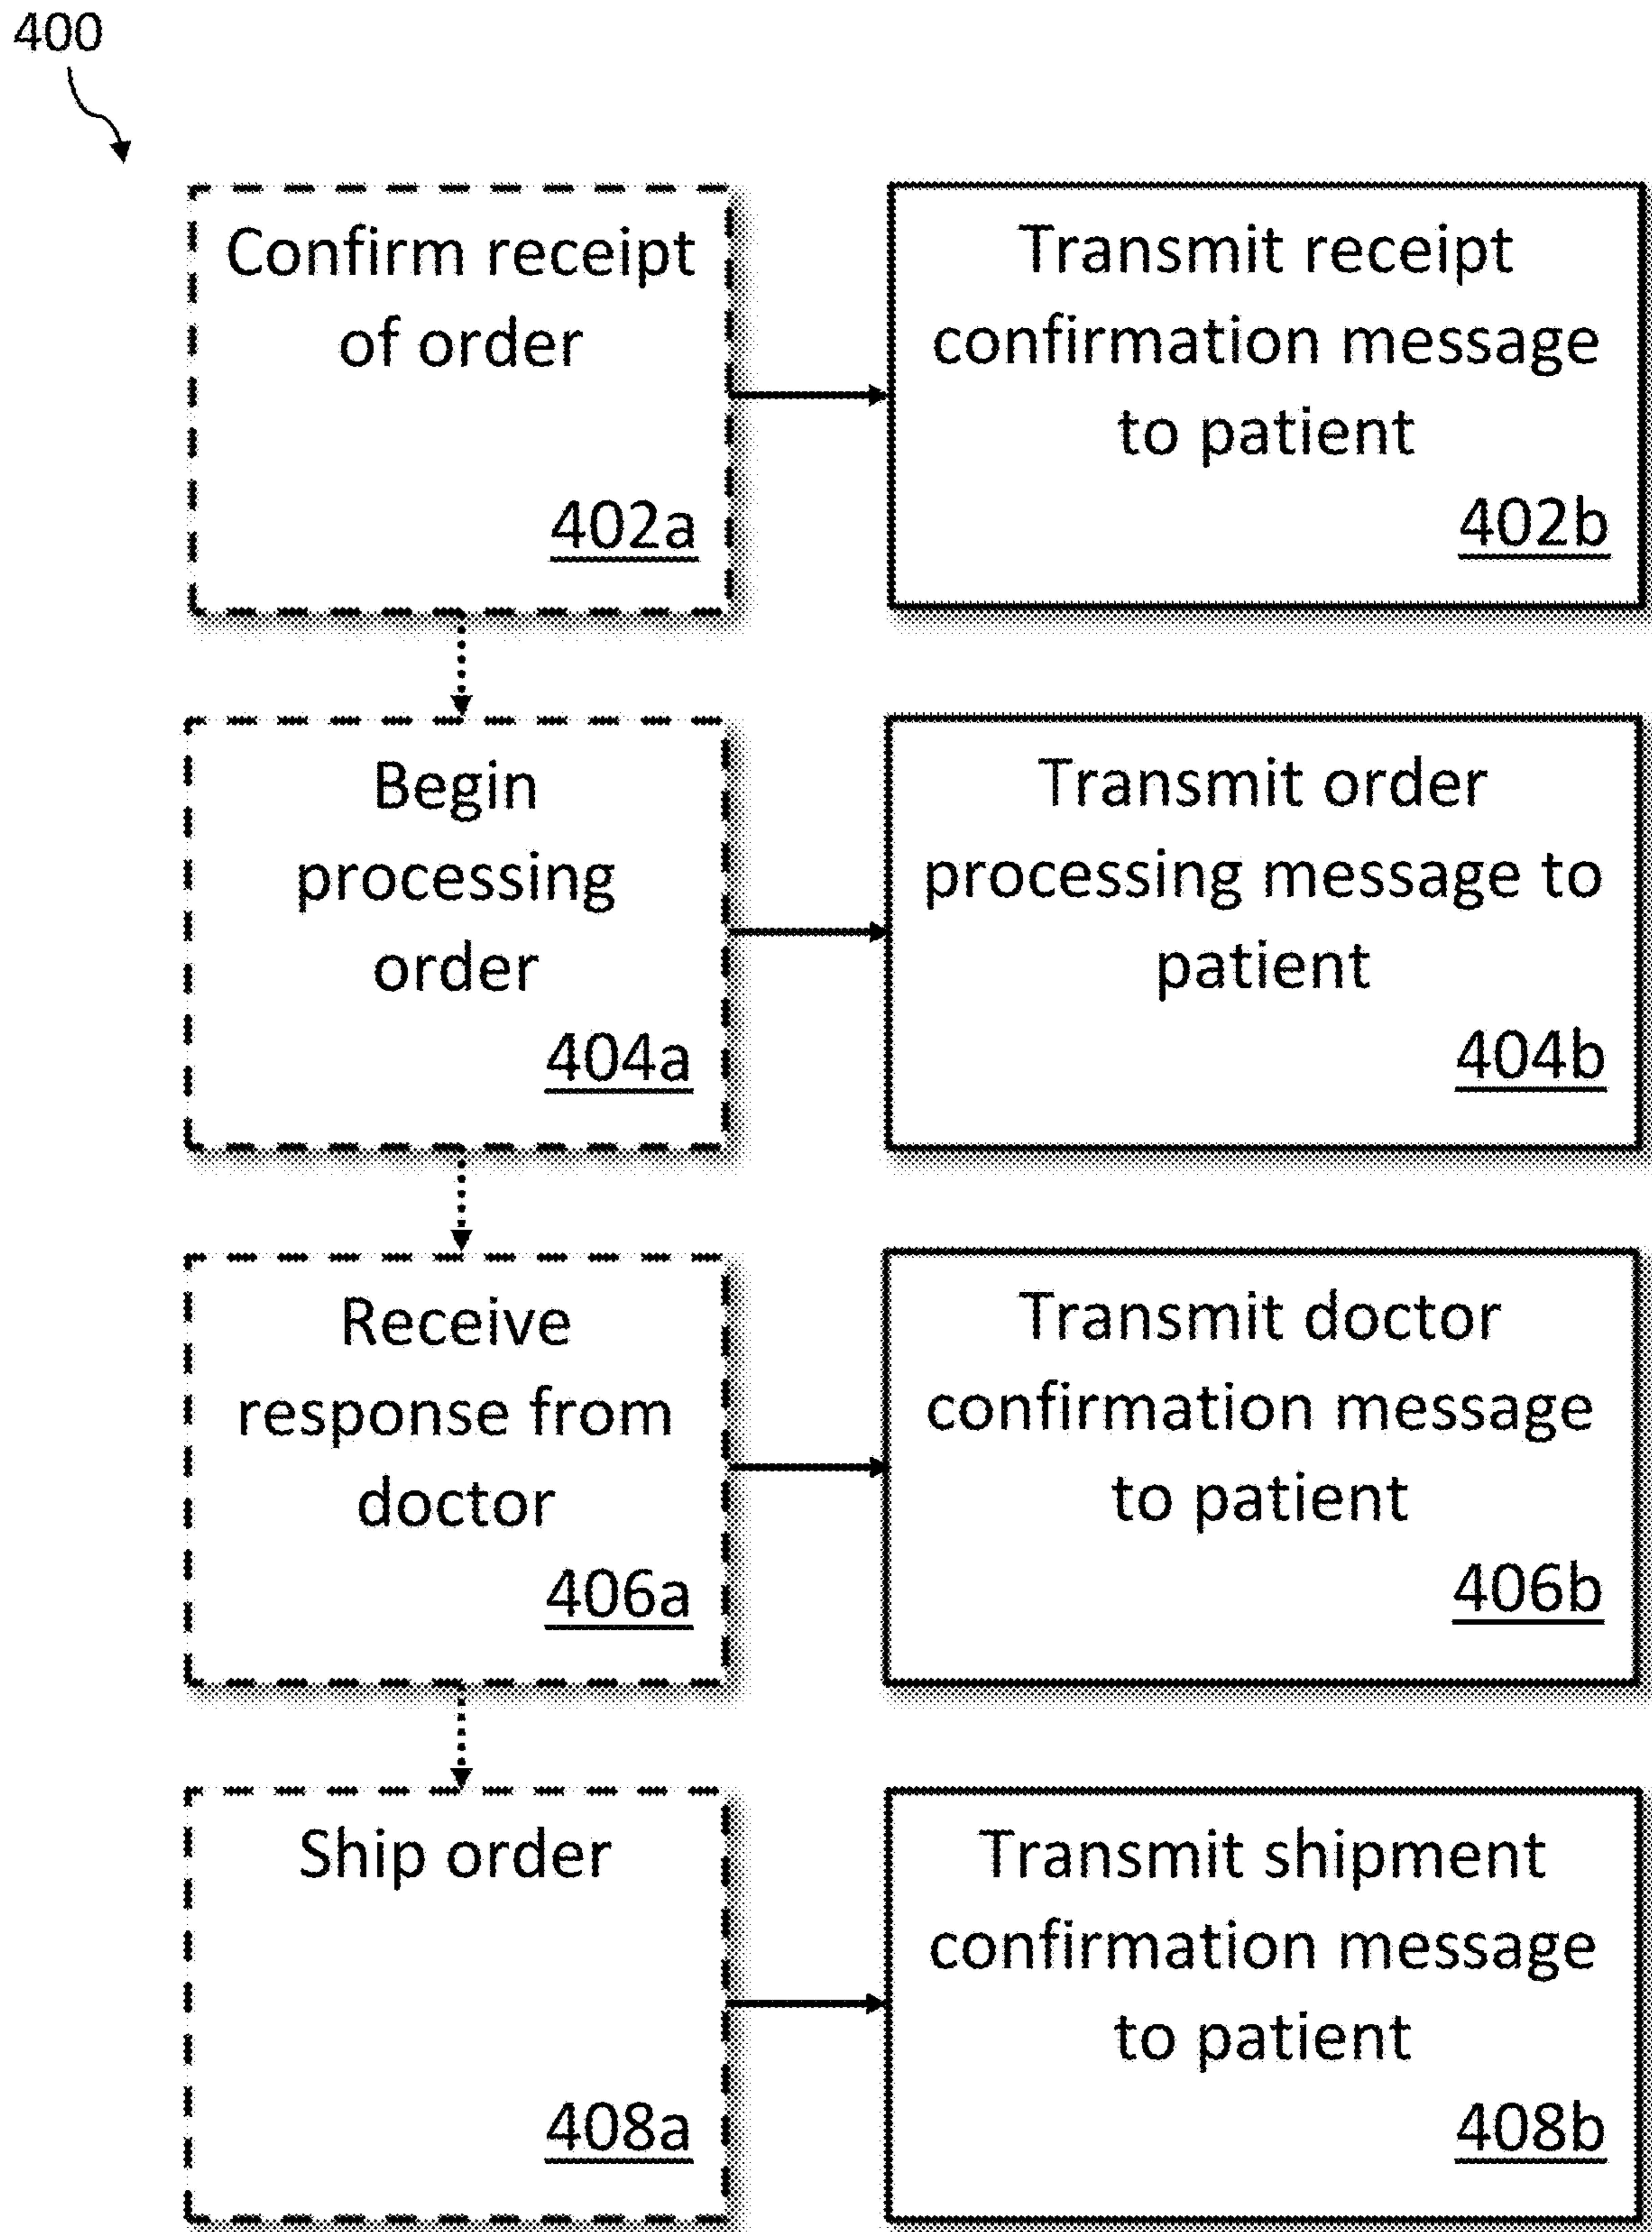 400
Confirm receipt
of order
402a
Transmit receipt
confirmation message
to patient
402b
Begin
processing
order
404a
Transmit order
processing message to
patient
404b
Receive
response from
doctor
406a
Transmit doctor
confirmation message
to patient
406b
Ship order
408a
Transmit shipment
confirmation message
to patient
408b